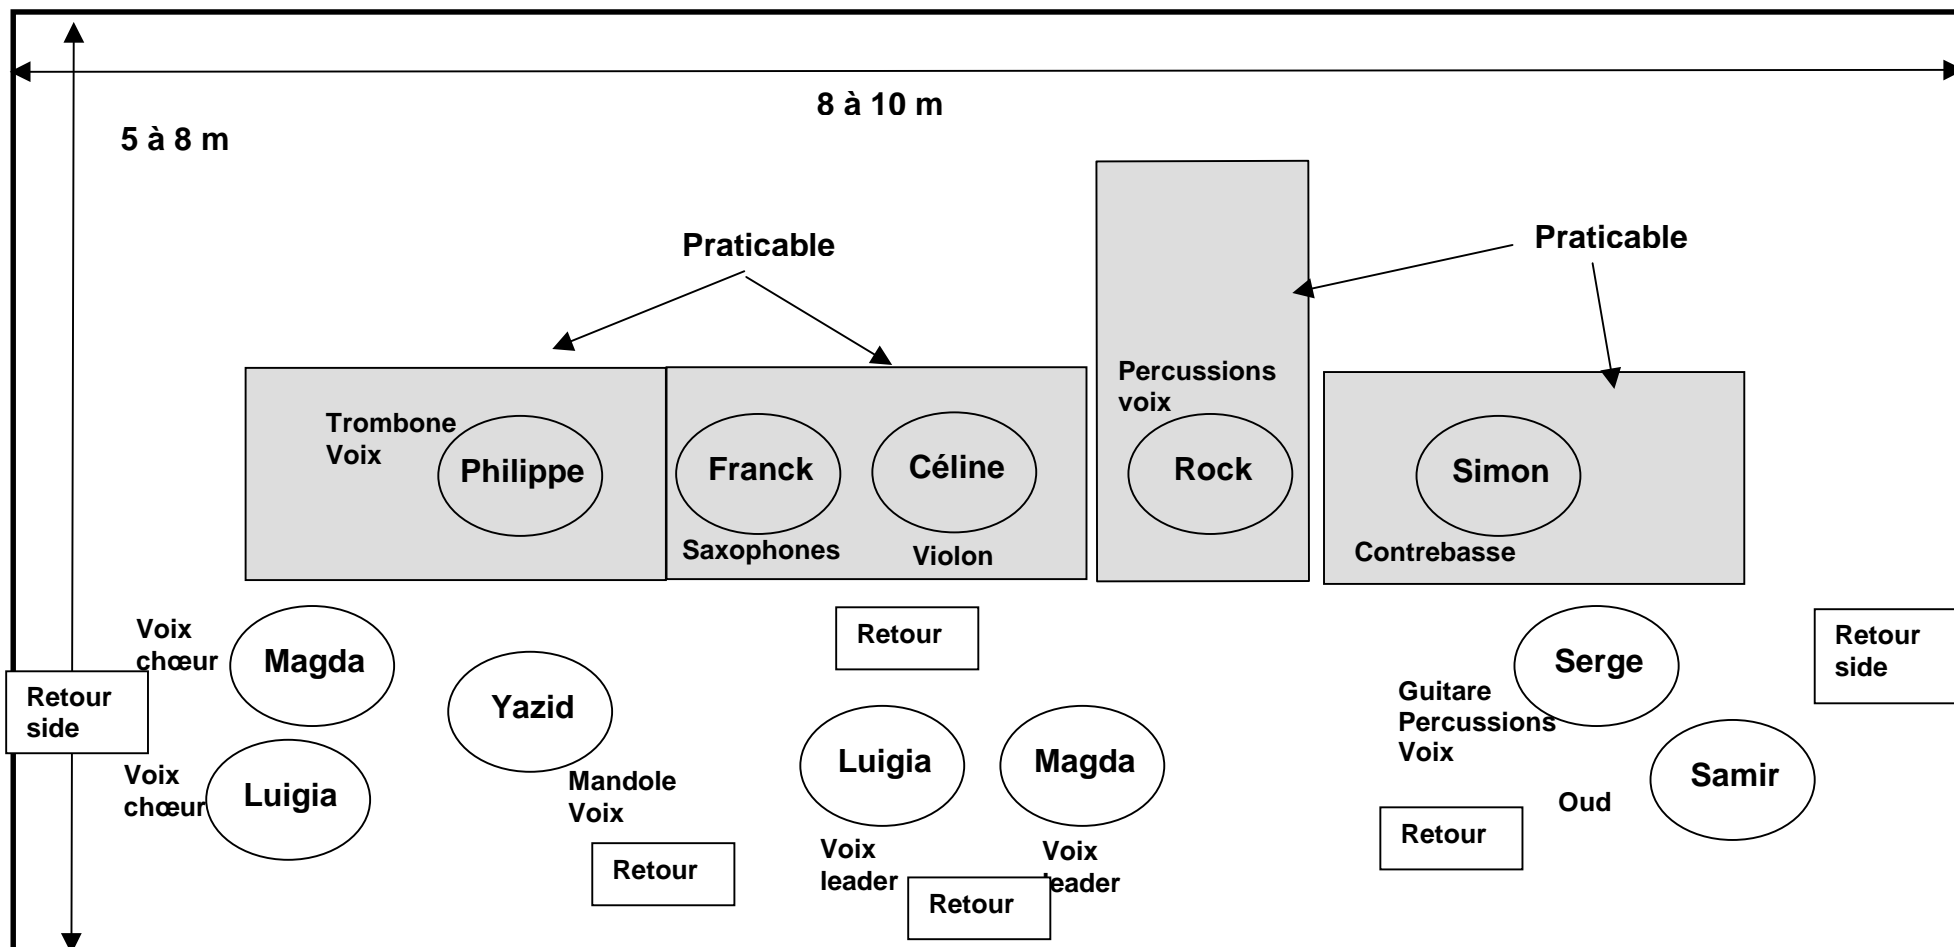 8 à 10 m
5 à 8 m
Praticable
Praticable
Percussions
voix
Trombone
Voix
Philippe
Franck
Céline
Rock
Simon
Saxophones
Violon
Contrebasse
Voix
chœur
Magda
Retour
Serge
Retour
side
Retour
side
Yazid
Guitare
Percussions
Voix
Luigia
Magda
Samir
Voix
chœur
Luigia
Mandole
Voix
Oud
Retour
Retour
Voix
leader
Voix
leader
Retour